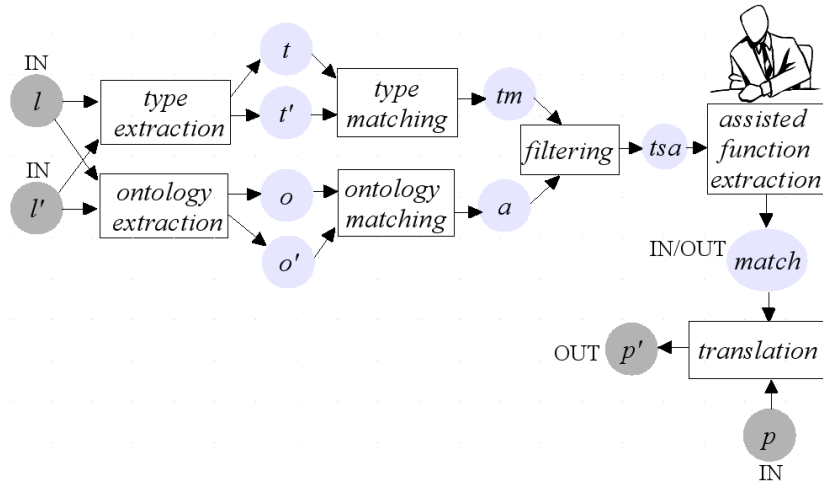 IN
l
type
extraction
t
t'
type
matching
tm
IN
l'
ontology
extraction
o
o'
ontology
matching
a
filtering
tsa
assisted
function
extraction
IN/OUT
match
translation
OUT
p'
p
IN